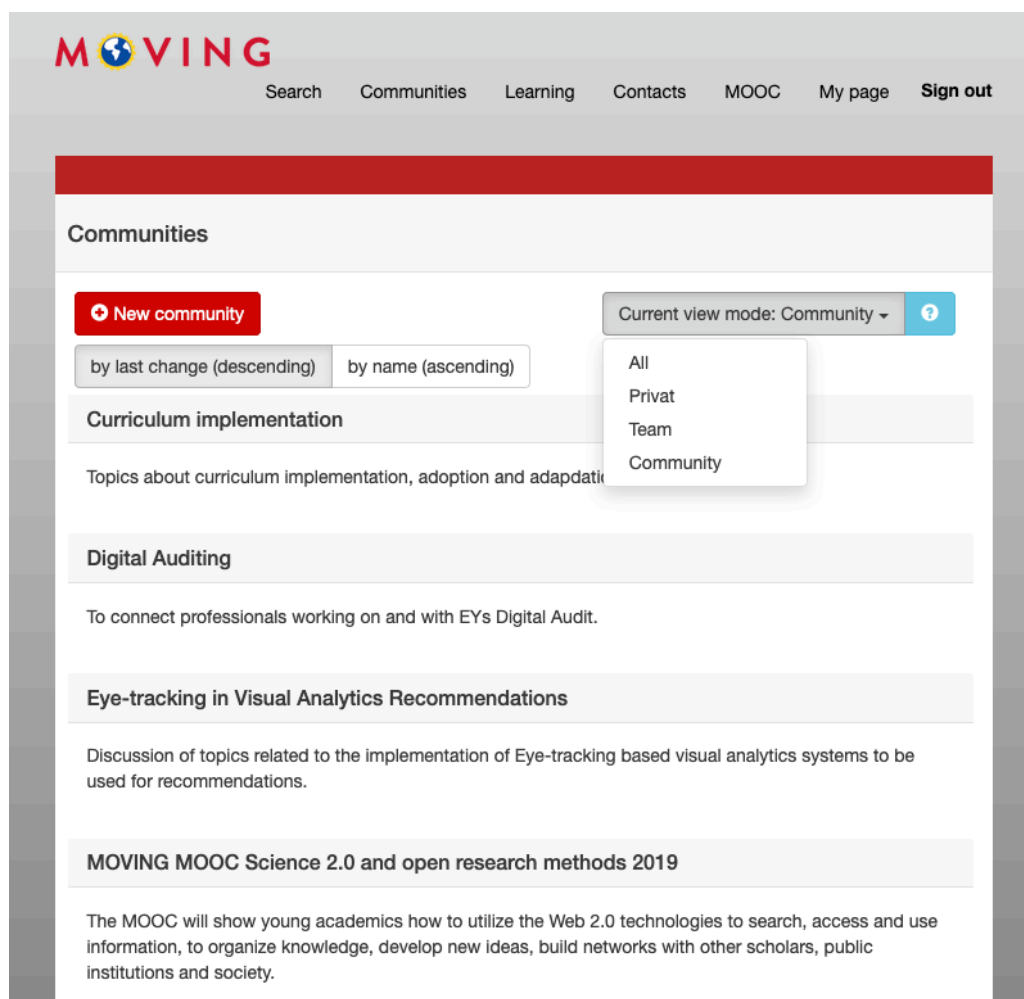 MOVING
Search Communities Learning Contacts MOOC My page Sign out
Communities
New community
Current view mode: Community
?
by last change (descending) by name (ascending)
All
Privat
Team
Community
Curriculum implementation
Topics about curriculum implementation, adoption and
Digital Auditing
To connect professionals working on and with EYs Digital Audit.
Eye-tracking in Visual Analytics Recommendations
Discussion of topics related to the implementation of Eye-tracking based visual analytics systems to be
used for recommendations.
MOVING MOOC Science 2.0 and open research methods 2019
The MOOC will show young academics how to utilize the Web 2.0 technologies to search, access and use
information, to organize knowledge, develop new ideas, build networks with other scholars, public
institutions and society.